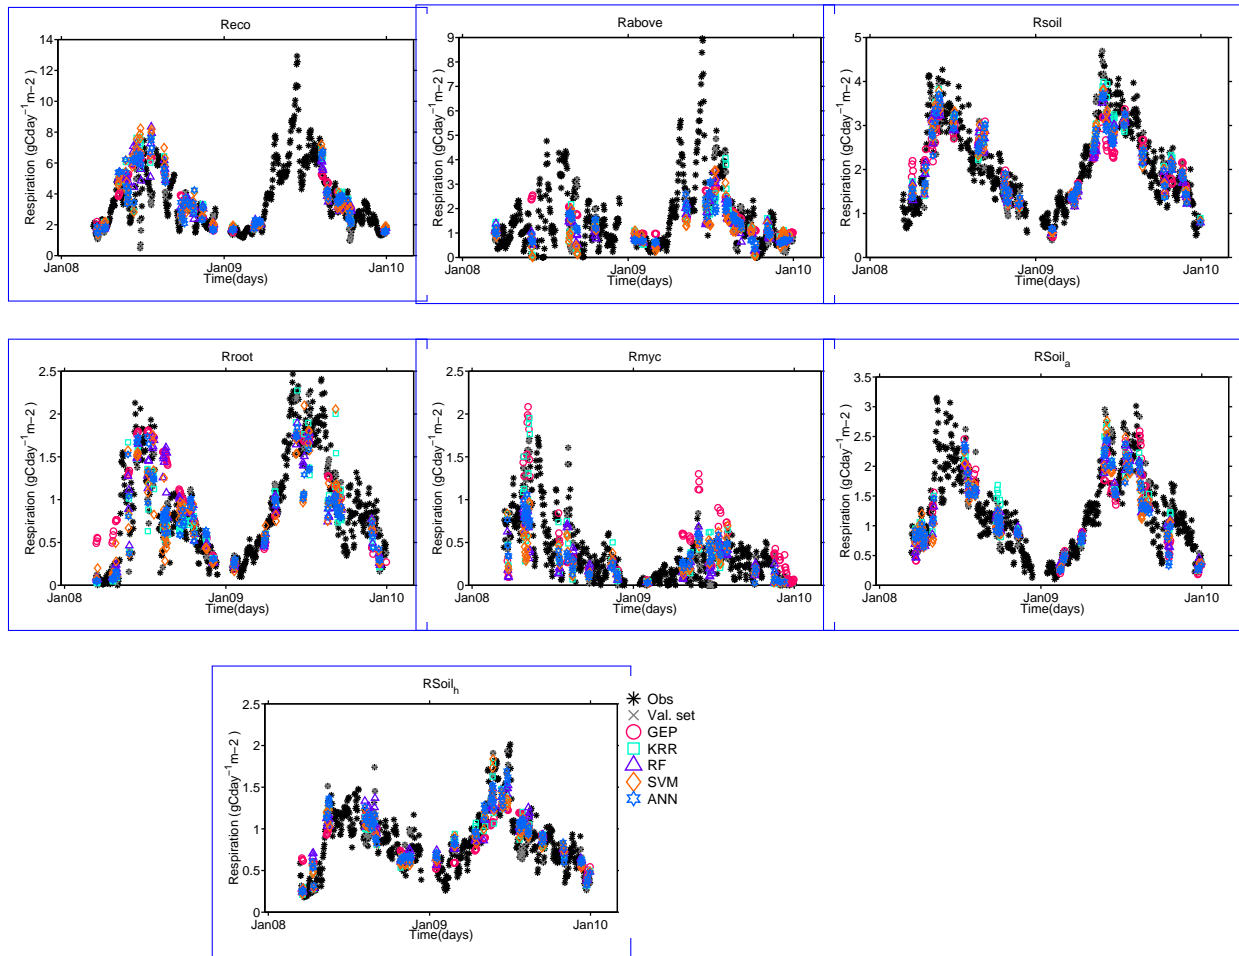 Reco
14
12
10
8
6
4
2
0
Respiration (gCday−1m−2 )
Jan08
Jan09
Jan10
Time(days)
Rabove
9
8
7
6
5
4
3
2
1
0
Respiration (gCday−1m−2 )
Jan08
Jan09
Jan10
Time(days)
Rsoil
5
4
3
2
1
0
Respiration (gCday−1m−2 )
Jan08
Jan09
Jan10
Time(days)
Rroot
2.5
2
1.5
1
0.5
0
Respiration (gCday−1m−2 )
Jan08
Jan09
Jan10
Rmyc
2.5
2
1.5
1
0.5
0
Respiration (gCday−1m−2 )
Jan08
Jan09
Jan10
RSoila
3.5
3
2.5
2
1.5
1
0.5
0
Respiration (gCday−1m−2 )
Jan08
Jan09
Jan10
RSoilh
2.5
2
1.5
1
0.5
0
Respiration (gCday−1m−2 )
Jan08
Jan09
Jan10
Time(days)
Obs
Val. set
GEP
KRR
RF
SVM
ANN